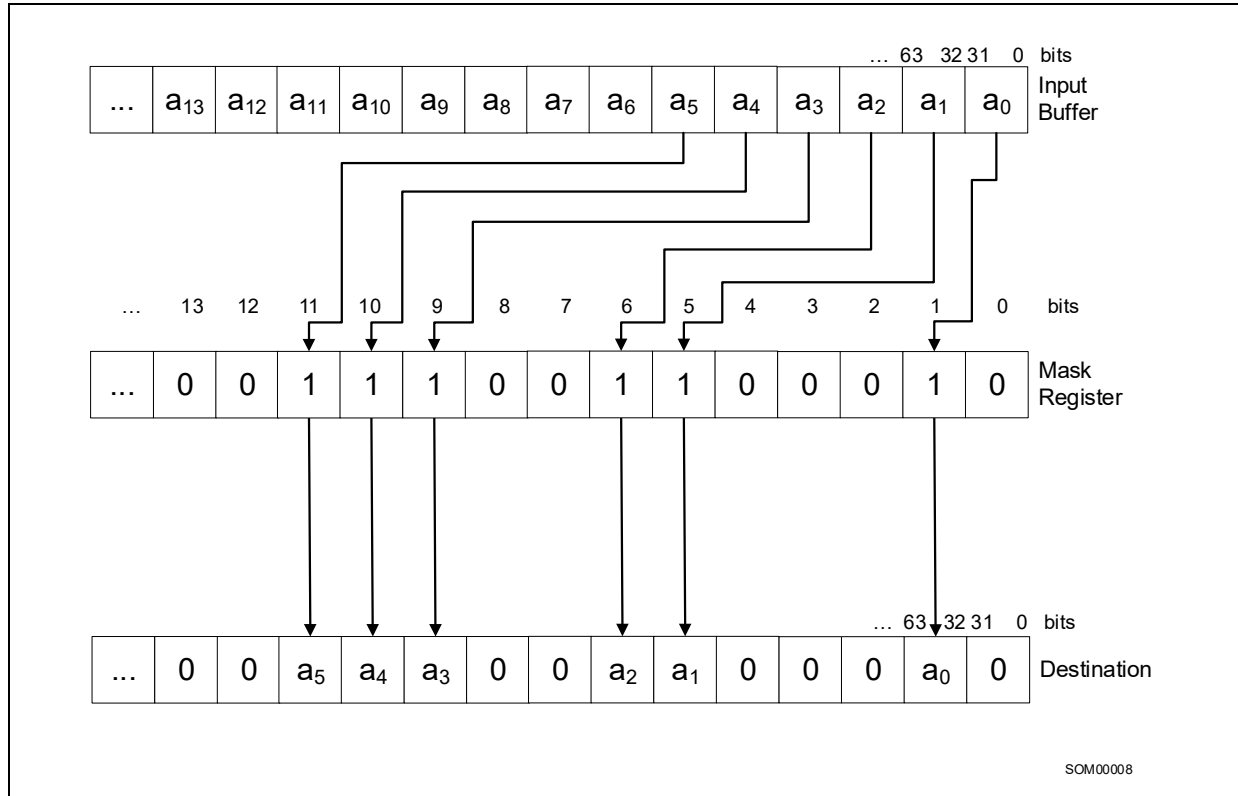 … 63 32 31 0 bits
... a13 a12 a11 a10 a9 a8 a7 a6 a5 a4 a3 a2 a1 a0 Input
Buffer
… 13 12 11 10 9 8 7 6 5 4 3 2 1 0 bits
... 0 0 1 1 1 0 0 1 1 0 0 0 1 0 Mask
Register
… 63 32 31 0 bits
... 0 0 a5 a4 a3 0 0 a2 a1 0 0 0 a0 0 Destination
SOM00008